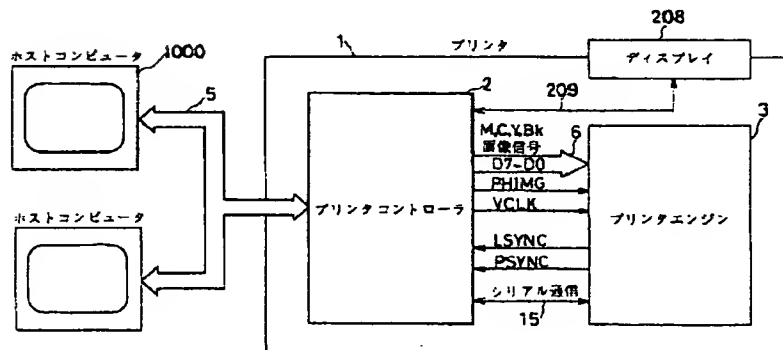 ホストコンピュータ
1000
5
1
プリンタ
208
ディスプレイ
2
209
M,C,Y,Bk
画像信号
D7~D0
6
3
PHIMG
VCLK
プリンタコントローラ
プリンタエンジン
LSYNC
PSYNC
シリアル通信
15
ホストコンピュータ